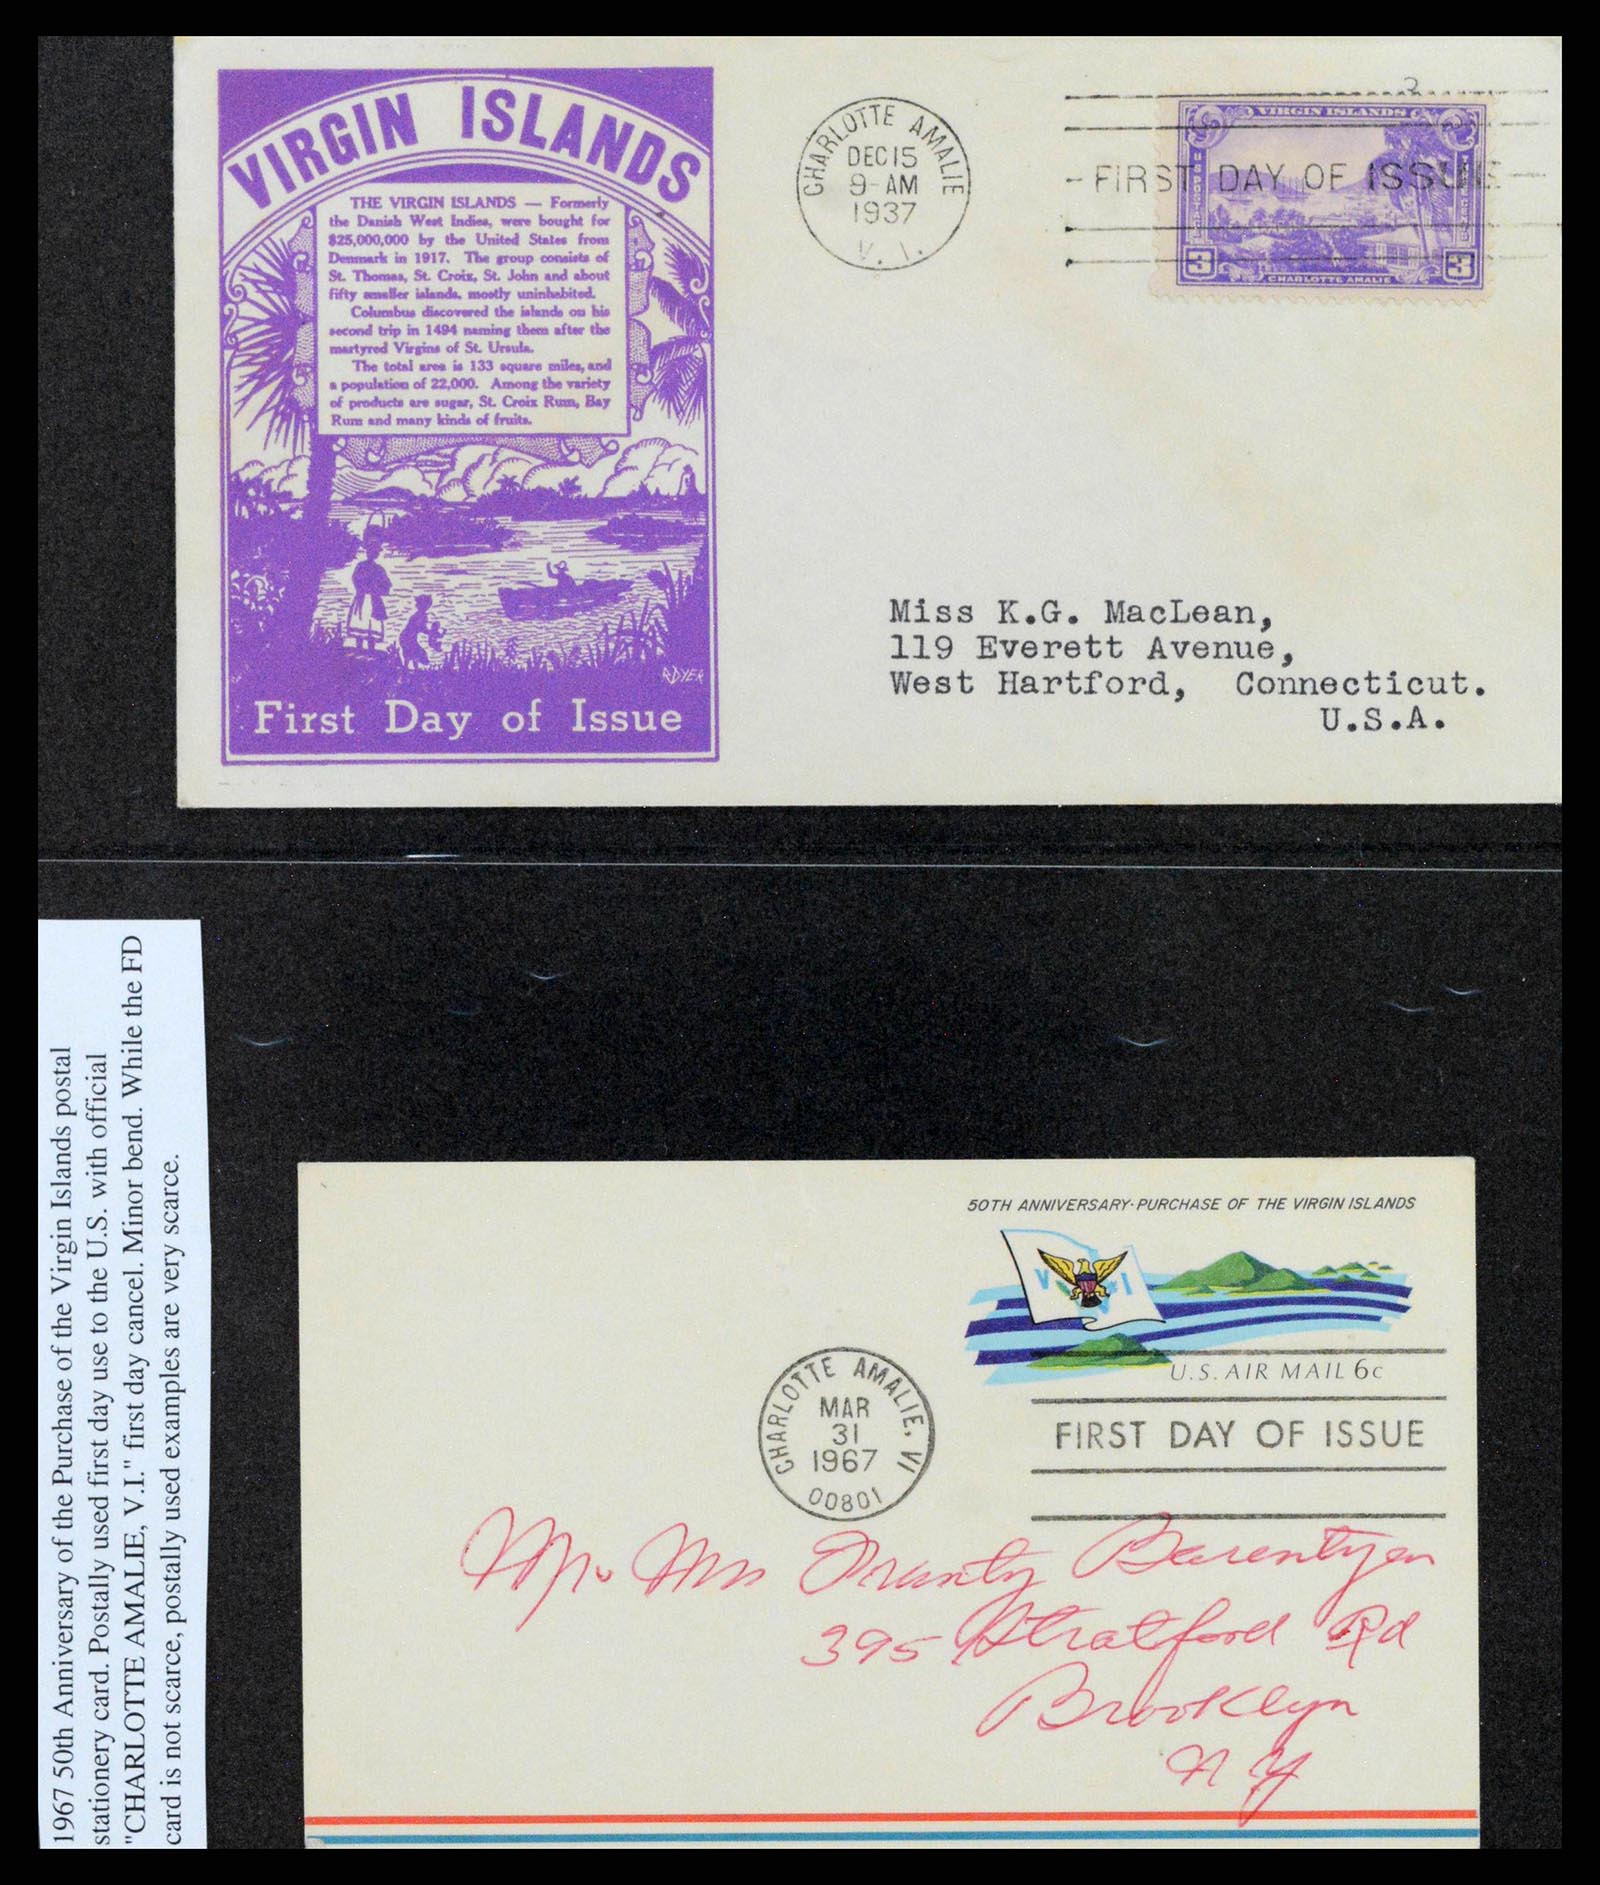 VIRGIN ISLANDS
THE VIRGIN ISLANDS — Formerly
the Danish West Indies, were bought for
$25,000,000 by the United States from
Denmark in 1917. The group consists of
St. Thomas, St. Croix, St. John and about
fifty smaller islands, mostly uninhabited.
Columbus discovered the islands on his
second trip in 1494 naming them after the
martyred Virgins of St. Ursula.
The total area is 133 square miles, and
a population of 22,000. Among the variety
of products are sugar, St. Croix Rum, Bay
Rum and many kinds of fruits.
R DYER
First Day of Issue
CHARLOTTE AMALIE
DEC 15
9-AM
1937
V. I.
FIRST DAY OF ISSUE
VIRGIN ISLANDS
U S POSTAGE
THREE CENTS
3 3
CHARLOTTE AMALIE
Miss K.G. MacLean,
119 Everett Avenue,
West Hartford, Connecticut.
U.S.A.
1967 50th Anniversary of the Purchase of the Virgin Islands postal
stationery card. Postally used first day use to the U.S. with official
"CHARLOTTE AMALIE, V.I." first day cancel. Minor bend. While the FD
card is not scarce, postally used examples are very scarce.
50TH ANNIVERSARY·PURCHASE OF THE VIRGIN ISLANDS
V I
U.S. AIR MAIL 6c
CHARLOTTE AMALIE, VI
MAR
31
1967
00801
FIRST DAY OF ISSUE
Mr. Mrs Barentzen
395 Stratford Rd
Brooklyn
N Y